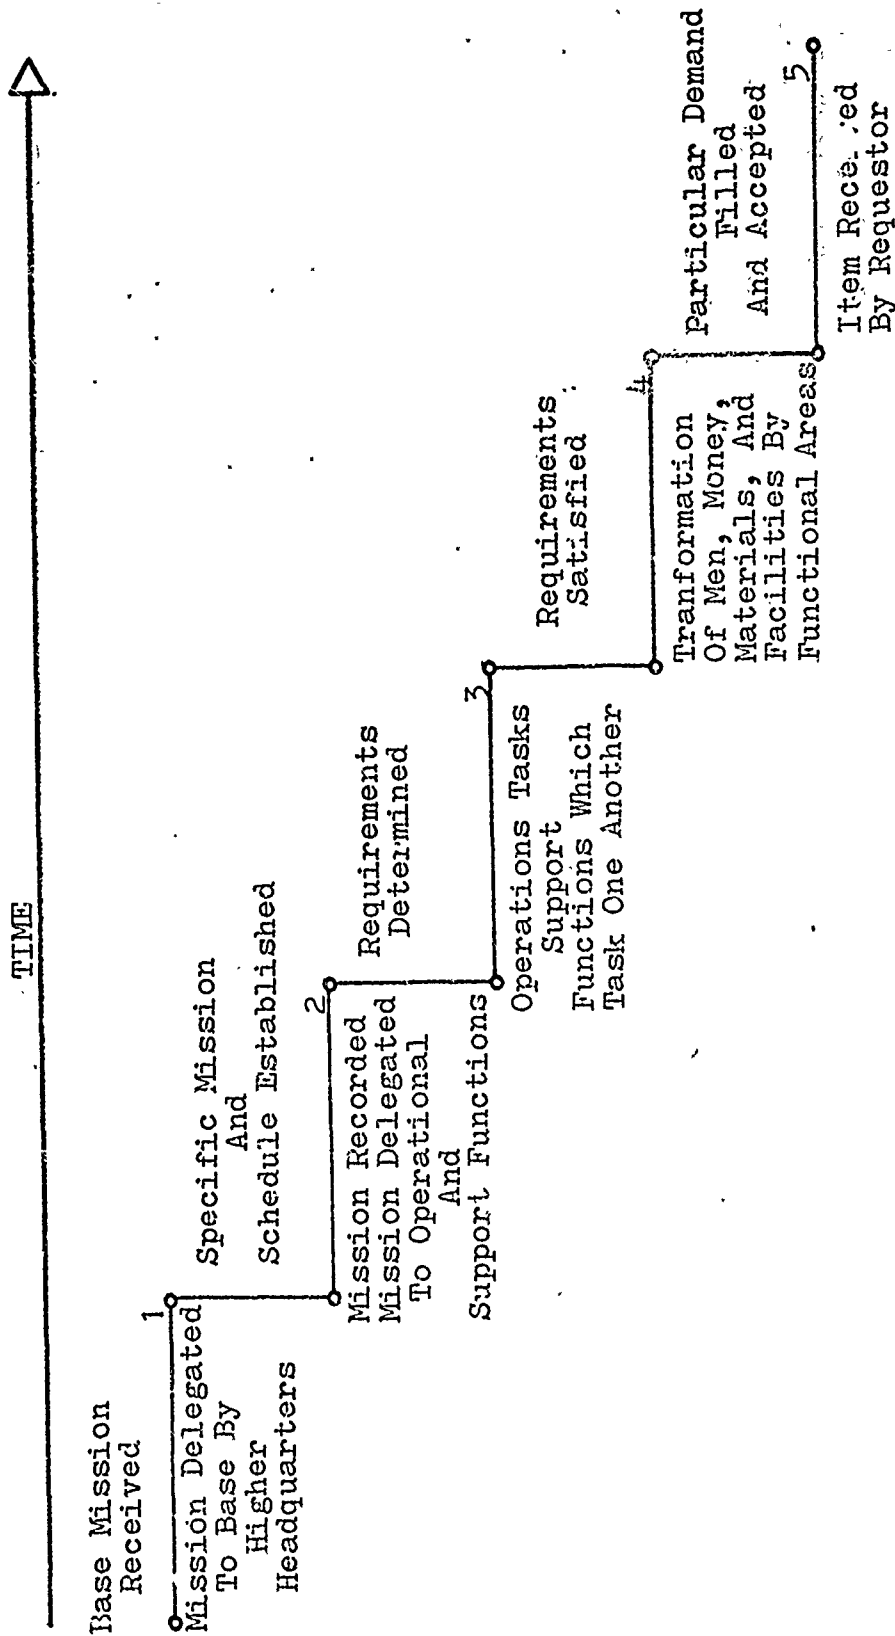 TIME
Base Mission
Received
1
Mission Delegated
To Base By
Higher
Headquarters
Specific Mission
And
Schedule Established
2
Mission Recorded
Mission Delegated
To Operational
And
Support Functions
Requirements
Determined
3
Operations Tasks
Support
Functions Which
Task One Another
Requirements
Satisfied
4
Tranformation
Of Men, Money,
Materials, And
Facilities By
Functional Areas
Particular Demand
Filled
And Accepted
5
Item
By Requestor